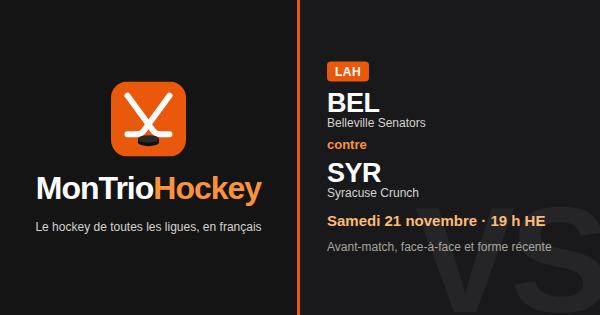 MonTrioHockey
Le hockey de toutes les ligues, en français
LAH
BEL
Belleville Senators
contre
SYR
Syracuse Crunch
Samedi 21 novembre · 19 h HE
Avant-match, face-à-face et forme récente
VS